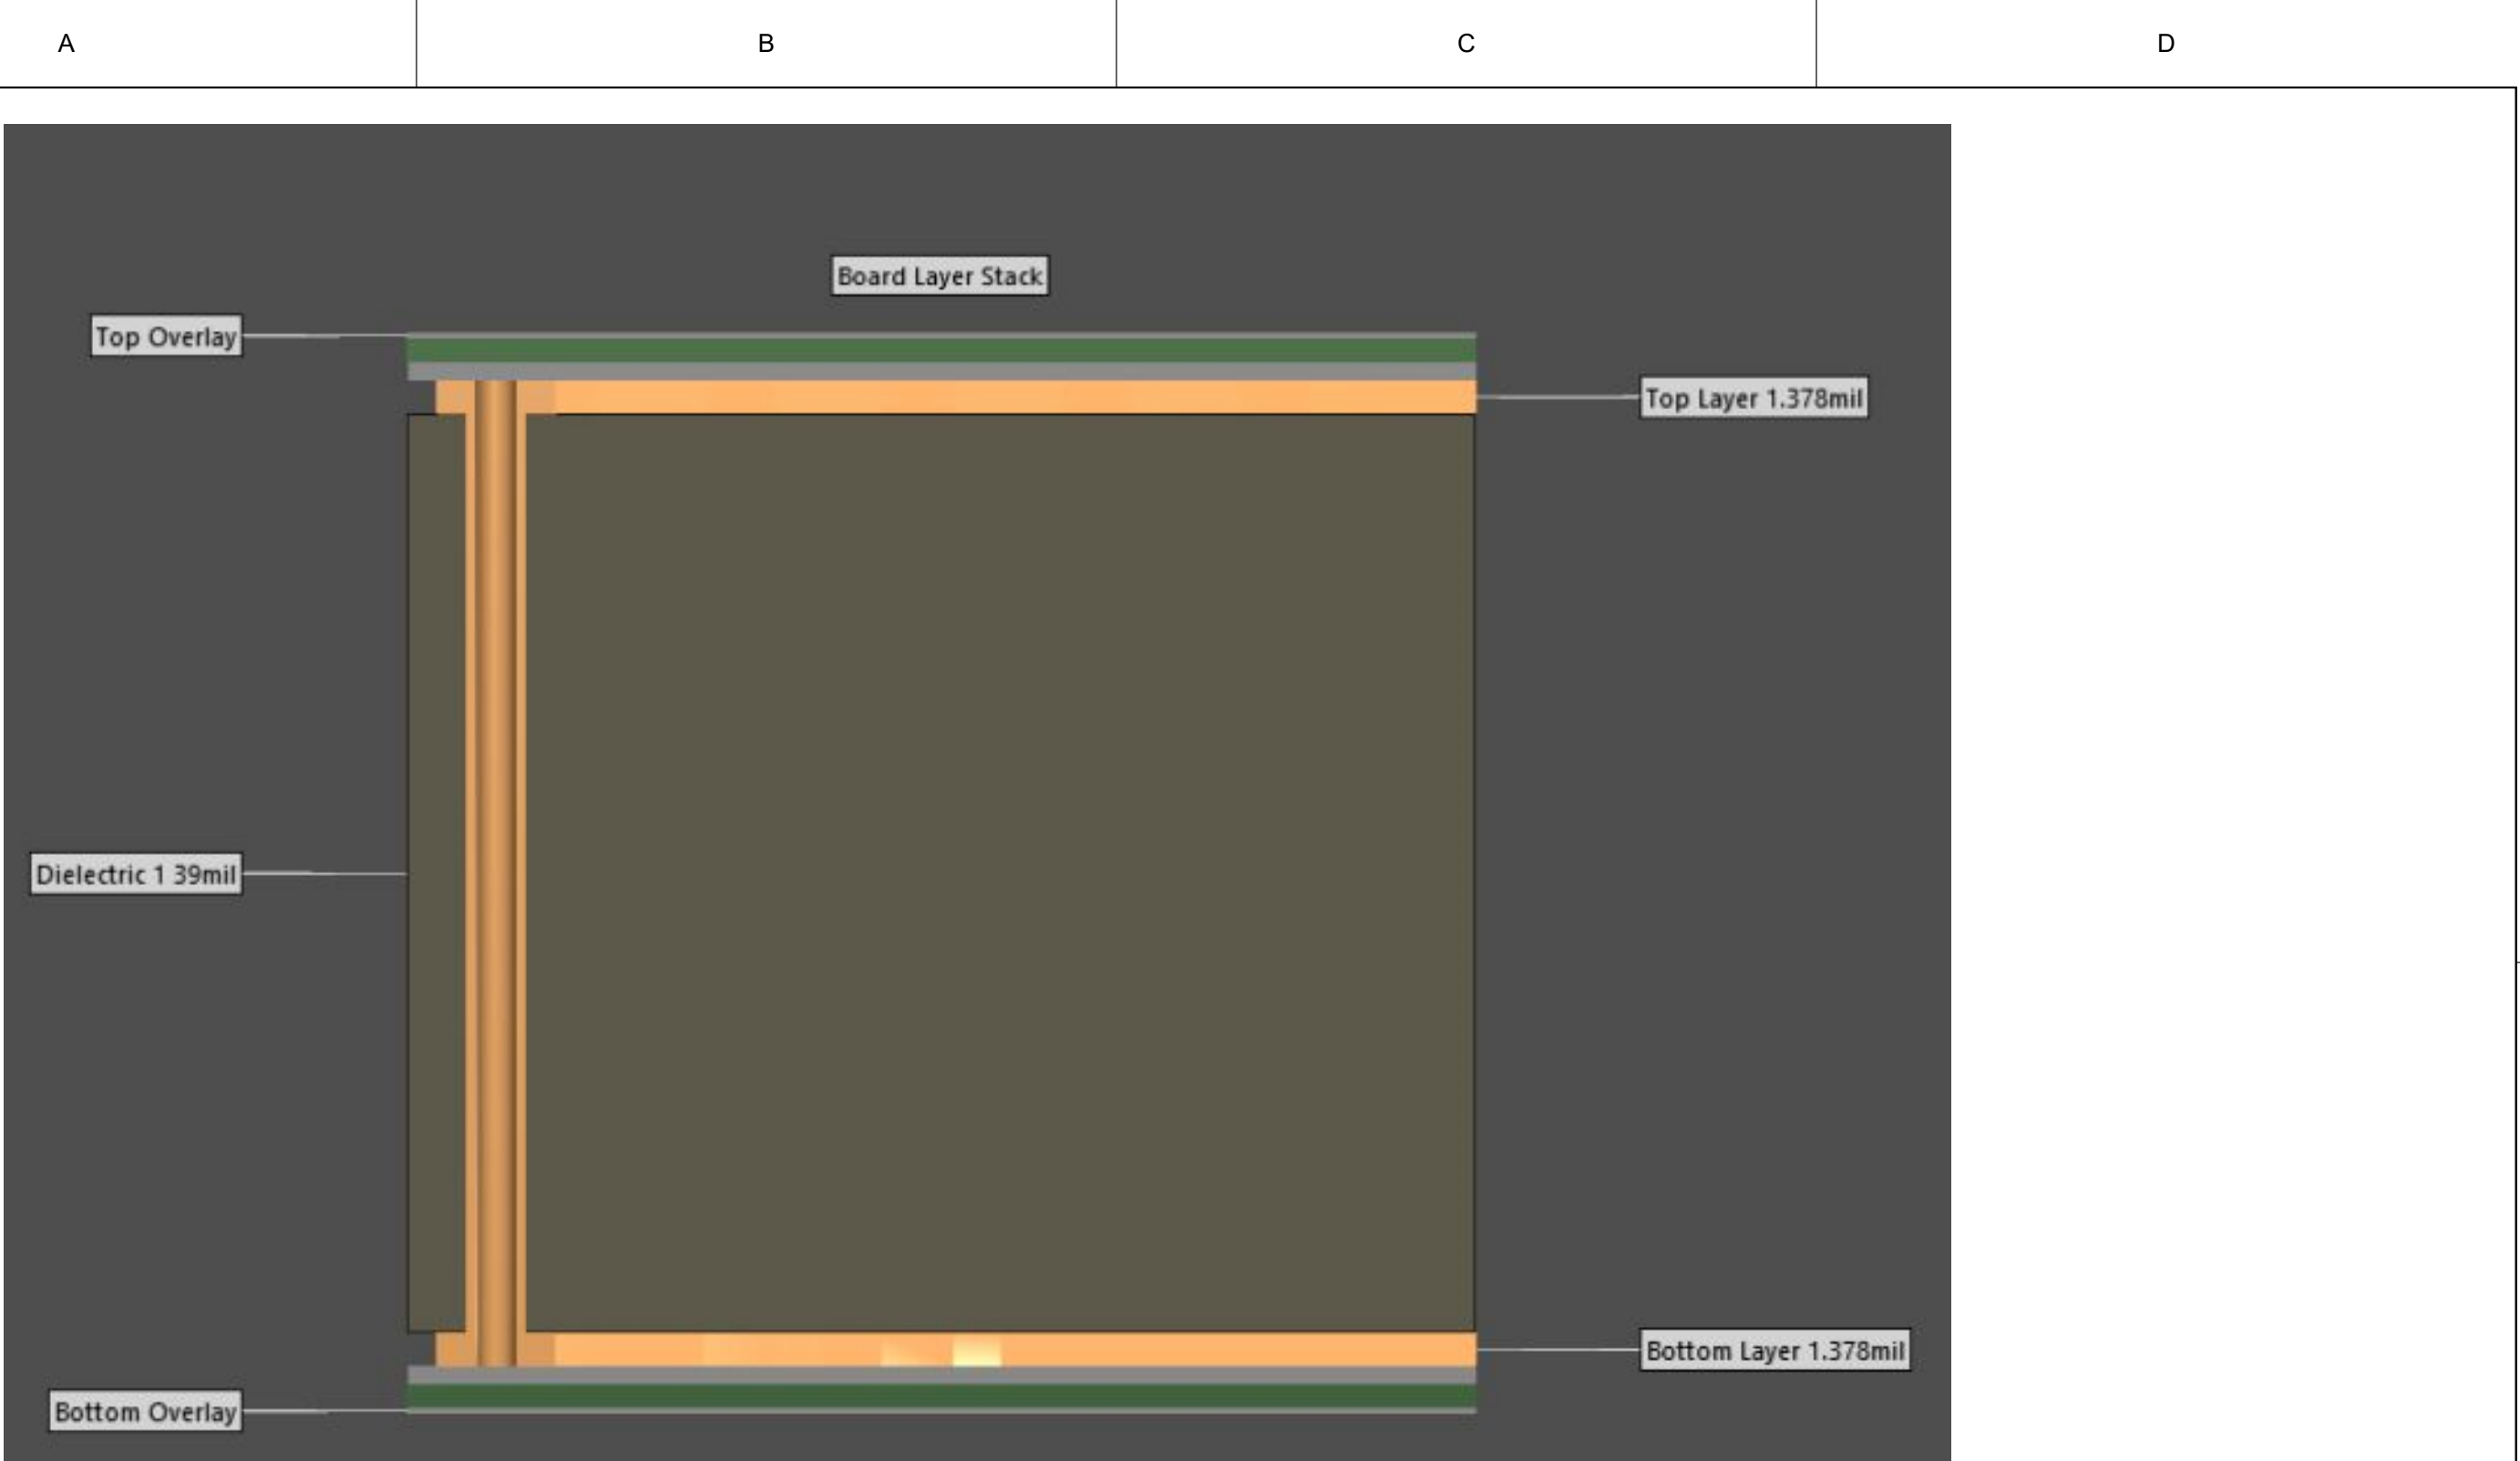 A
B
C
D
Board Layer Stack
Top Overlay
Top Layer 1.378mil
Dielectric 1 39mil
Bottom Layer 1.378mil
Bottom Overlay